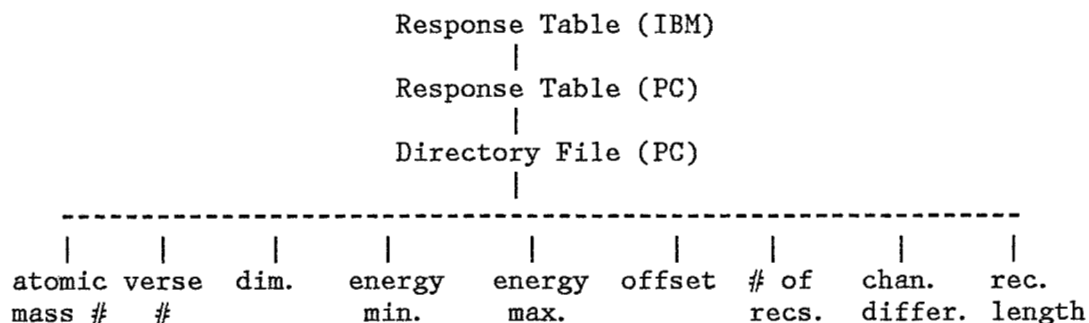 Response Table (IBM)
Response Table (PC)
Directory File (PC)
atomic verse dim. energy energy offset # of chan. rec.
mass # # min. max. recs. differ. length